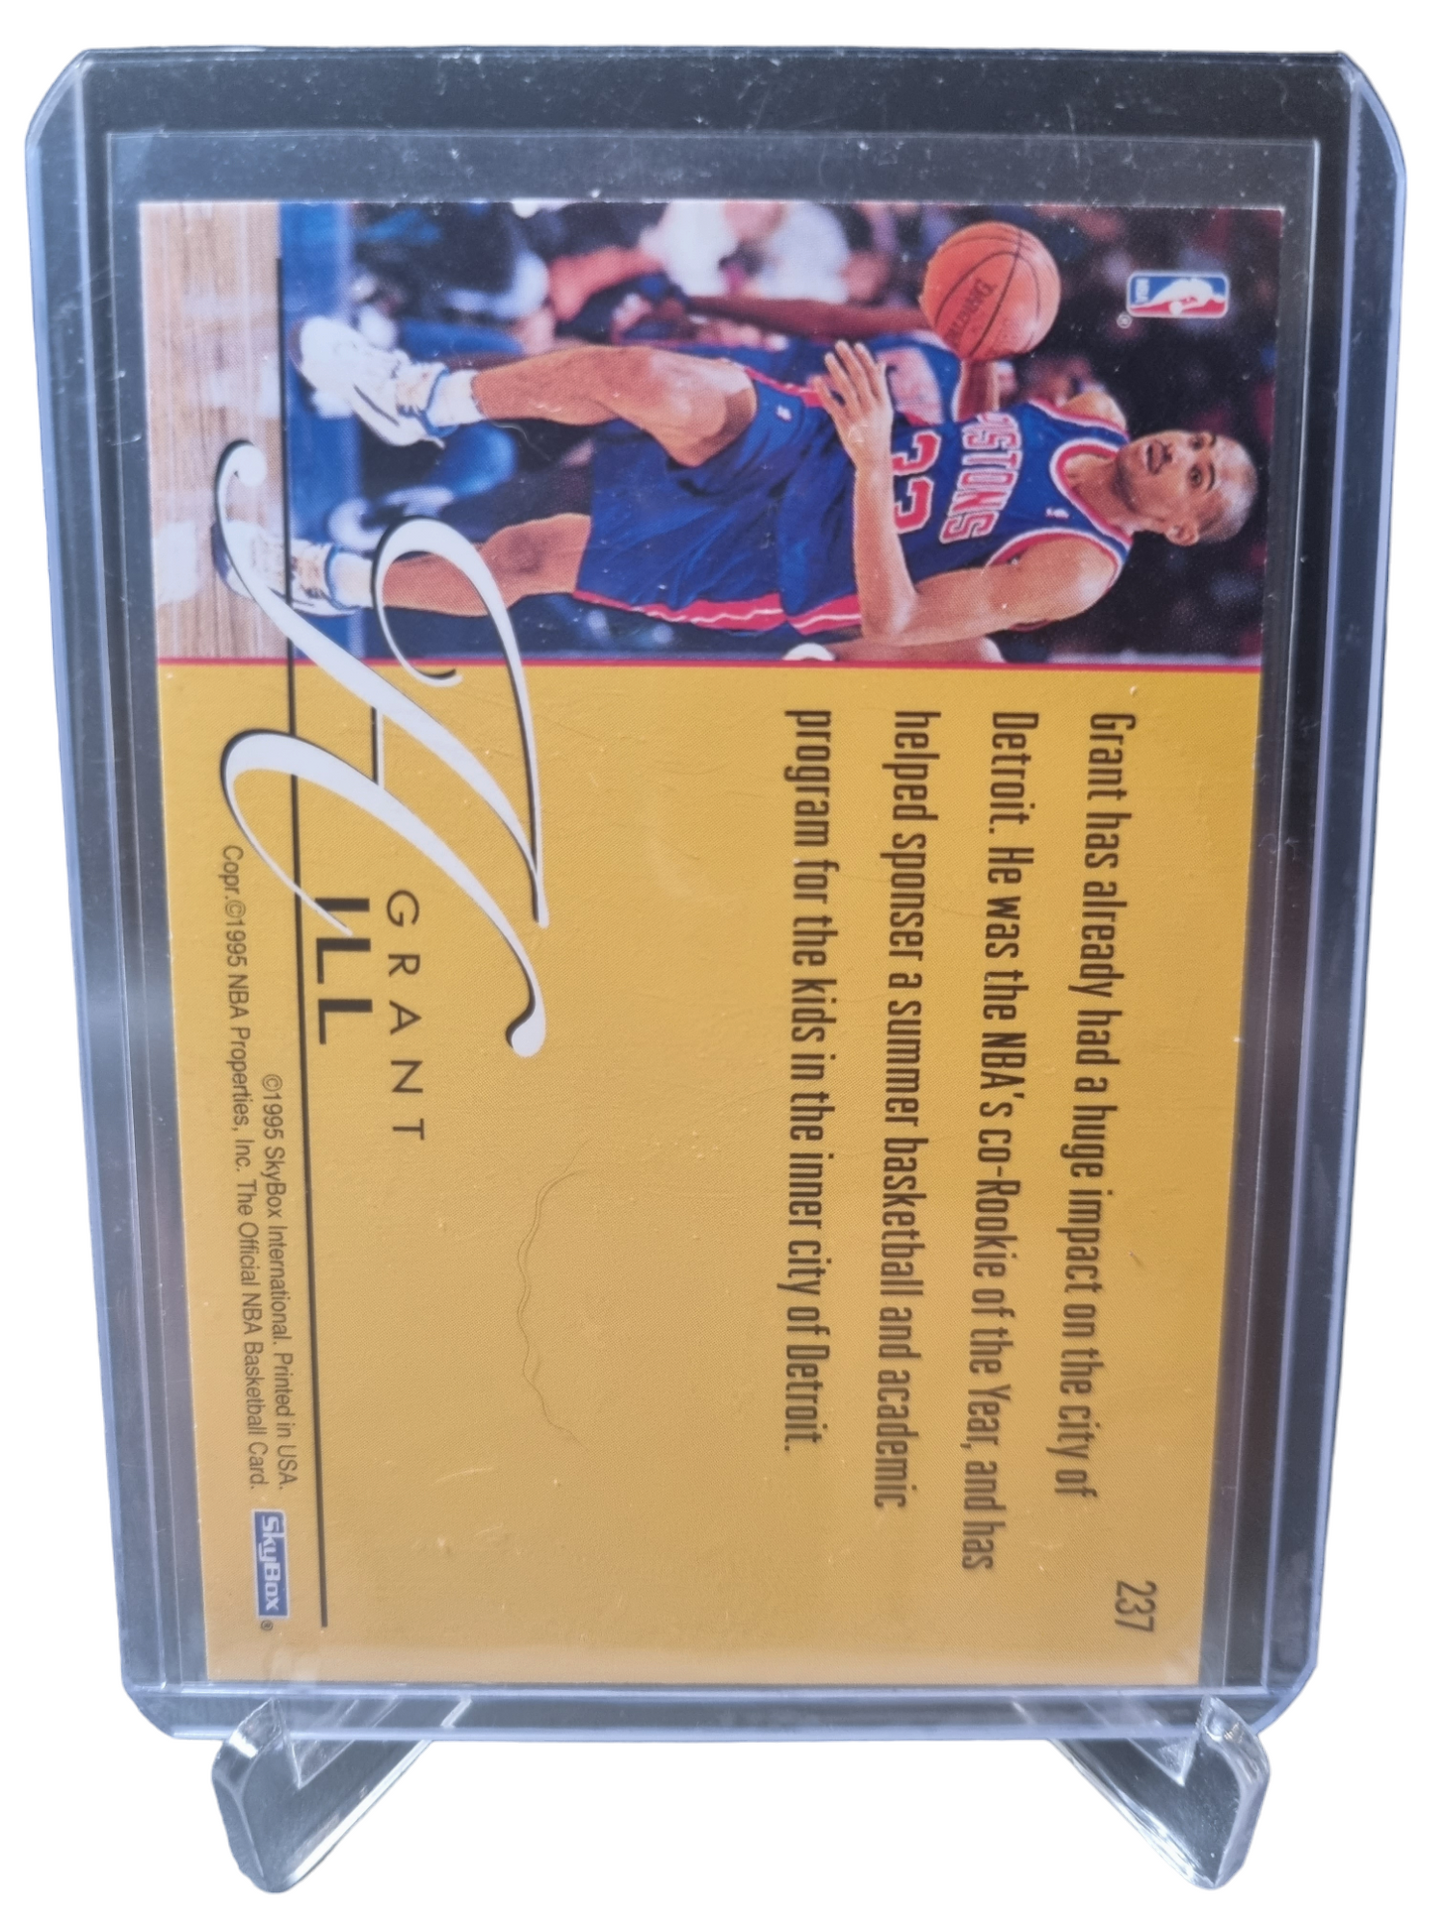 237
Grant has already had a huge impact on the city of
Detroit. He was the NBA's co-Rookie of the Year, and has
helped sponser a summer basketball and academic
program for the kids in the inner city of Detroit.
NBA
®
PISTONS
33
GRANT
HILL
©1995 SkyBox International. Printed in USA.
Copr.©1995 NBA Properties, Inc. The Official NBA Basketball Card.
SkyBox®